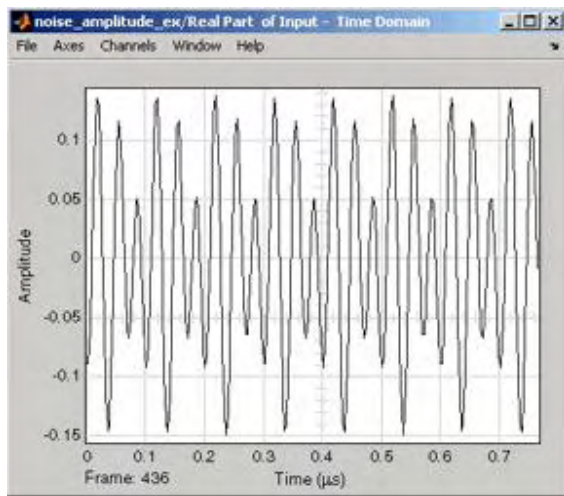 noise_amplitude_ex/Real Part of Input - Time Domain
File Axes Channels Window Help
0.1
0.05
0
-0.05
-0.1
-0.15
Amplitude
0 0.1 0.2 0.3 0.4 0.5 0.6 0.7
Frame: 436 Time (μs)